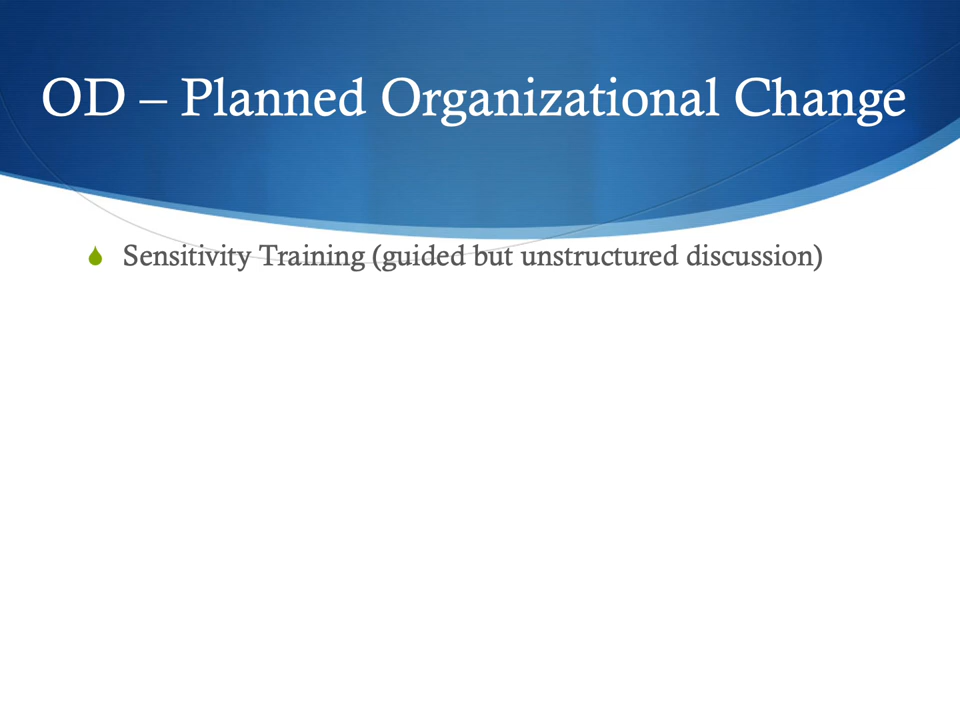 OD – Planned Organizational Change
Sensitivity Training (guided but unstructured discussion)